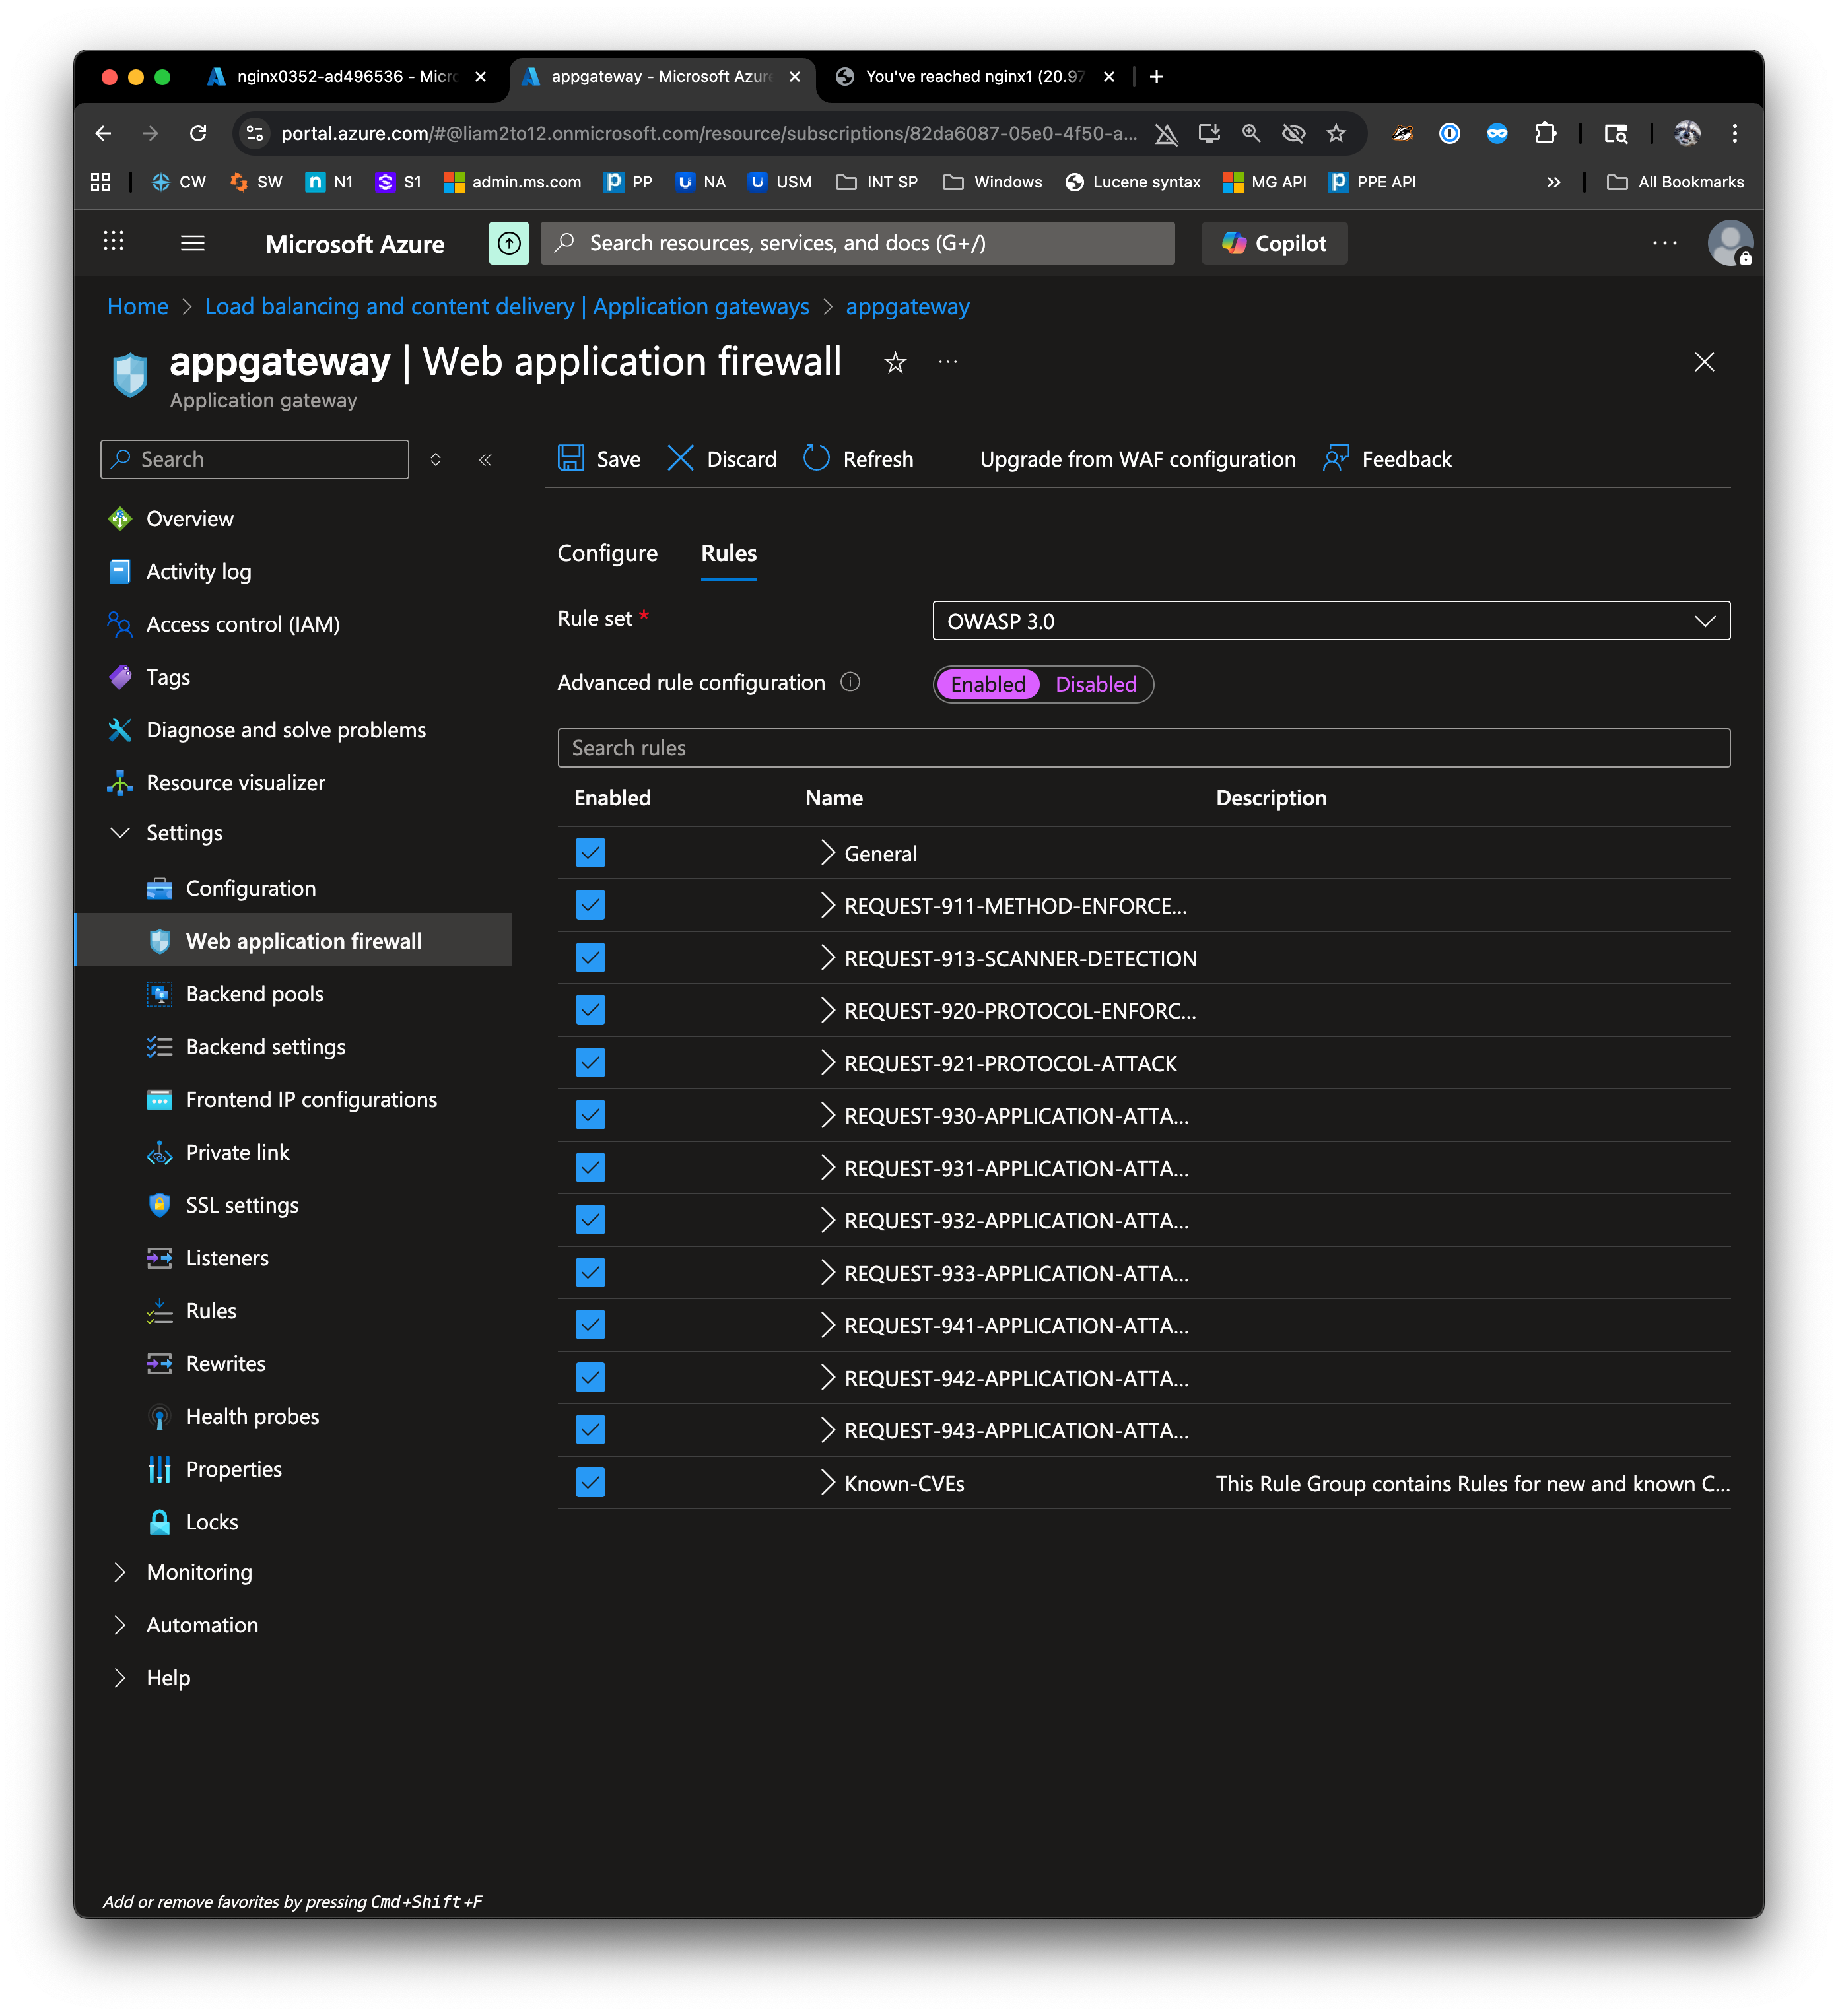 nginx0352-ad496536 - Micr
appgateway - Microsoft Azur
You've reached nginx1 (20.97
portal.azure.com/#@liam2to12.onmicrosoft.com/resource/subscriptions/82da6087-05e0-4f50-a...
CW SW N1 S1 admin.ms.com PP NA USM INT SP Windows Lucene syntax MG API PPE API » All Bookmarks
Microsoft Azure
Search resources, services, and docs (G+/)
Copilot
Home > Load balancing and content delivery | Application gateways > appgateway
appgateway | Web application firewall
Application gateway
Search
Overview
Activity log
Access control (IAM)
Tags
Diagnose and solve problems
Resource visualizer
Settings
Configuration
Web application firewall
Backend pools
Backend settings
Frontend IP configurations
Private link
SSL settings
Listeners
Rules
Rewrites
Health probes
Properties
Locks
Monitoring
Automation
Help
Save Discard Refresh Upgrade from WAF configuration Feedback
Configure Rules
Rule set * OWASP 3.0
Advanced rule configuration Enabled Disabled
Search rules
Enabled Name Description
General
REQUEST-911-METHOD-ENFORCE...
REQUEST-913-SCANNER-DETECTION
REQUEST-920-PROTOCOL-ENFORC...
REQUEST-921-PROTOCOL-ATTACK
REQUEST-930-APPLICATION-ATTA...
REQUEST-931-APPLICATION-ATTA...
REQUEST-932-APPLICATION-ATTA...
REQUEST-933-APPLICATION-ATTA...
REQUEST-941-APPLICATION-ATTA...
REQUEST-942-APPLICATION-ATTA...
REQUEST-943-APPLICATION-ATTA...
Known-CVEs This Rule Group contains Rules for new and known C...
Add or remove favorites by pressing Cmd+Shift+F